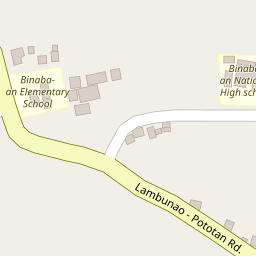 Binaba-
an Elementary
School
Binaba-
an Natio
High sch
Lambunao - Pototan Rd.